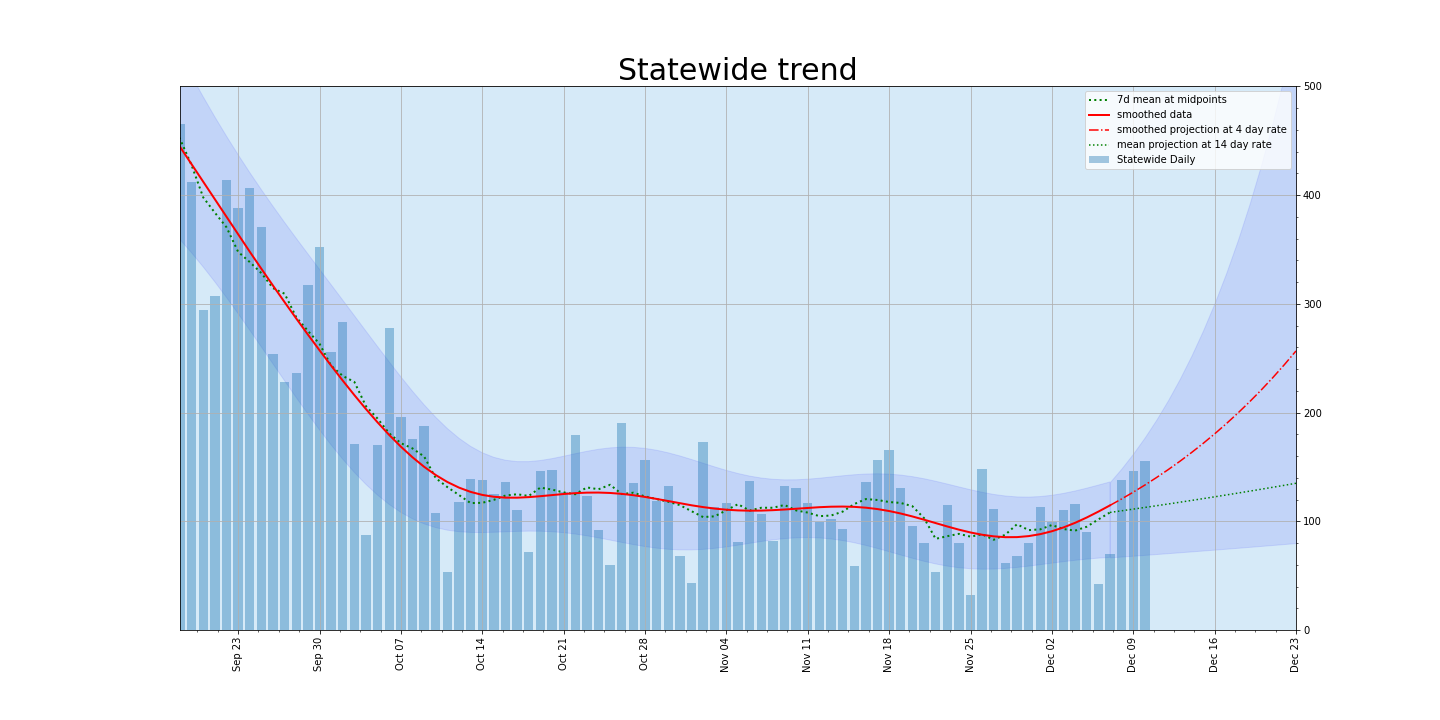 Statewide trend
7d mean at midpoints
smoothed data
smoothed projection at 4 day rate
mean projection at 14 day rate
Statewide Daily
500
400
300
200
100
0
Sep 23
Sep 30
Oct 07
Oct 14
Oct 21
Oct 28
Nov 04
Nov 11
Nov 18
Nov 25
Dec 02
Dec 09
Dec 16
Dec 23